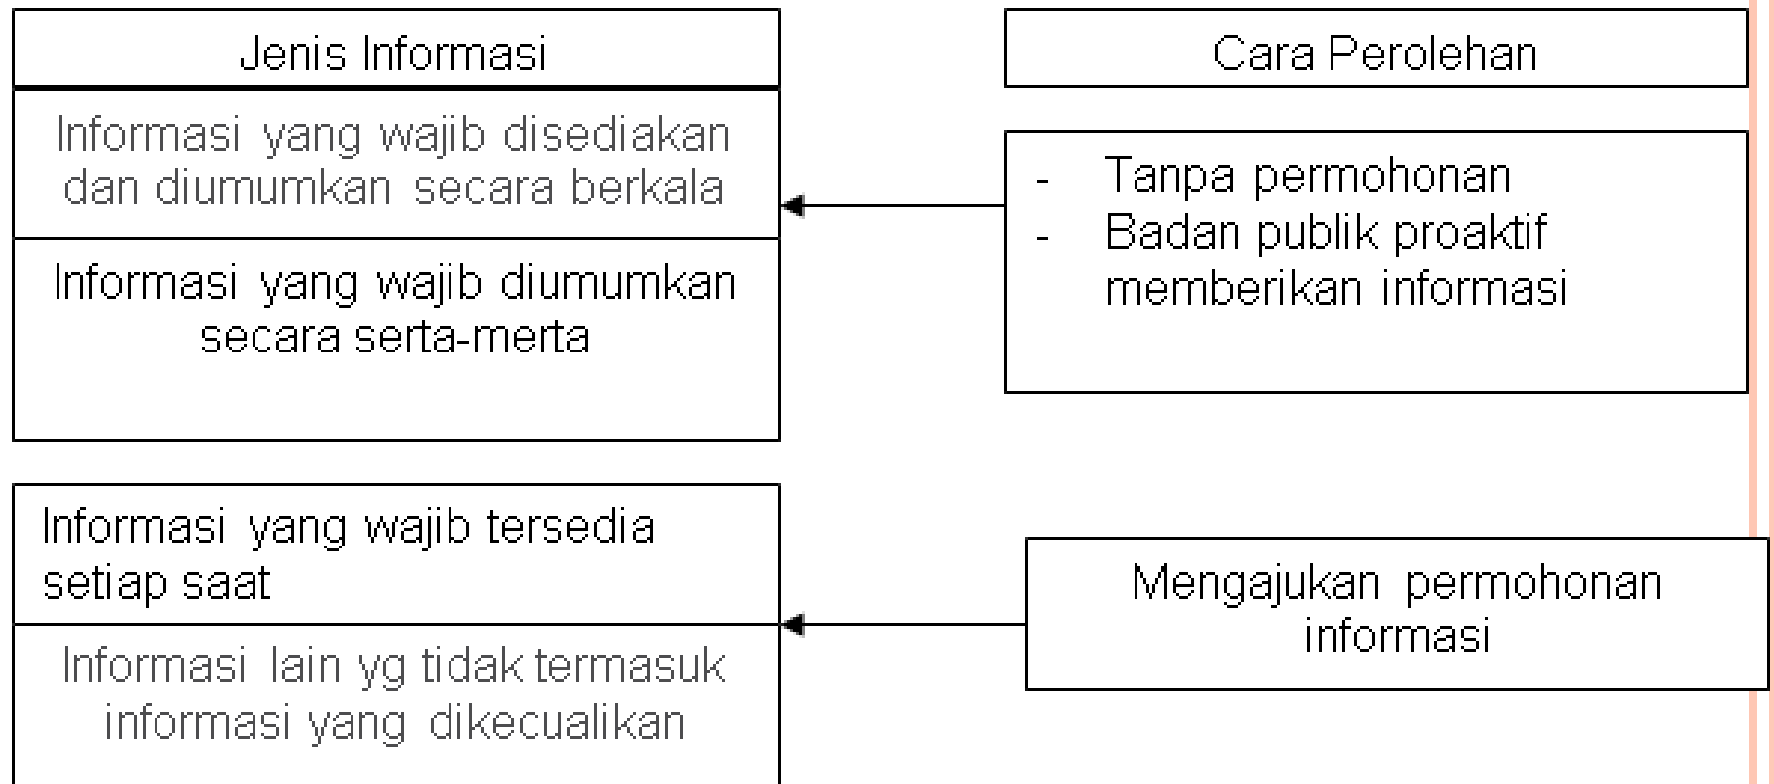 Jenis Informasi
Informasi yang wajib disediakan
dan diumumkan secara berkala
Informasi yang wajib diumumkan
secara serta-merta
Cara Perolehan
- Tanpa permohonan
- Badan publik proaktif
memberikan informasi
Informasi yang wajib tersedia
setiap saat
Informasi lain yg tidak termasuk
informasi yang dikecualikan
Mengajukan permohonan
informasi